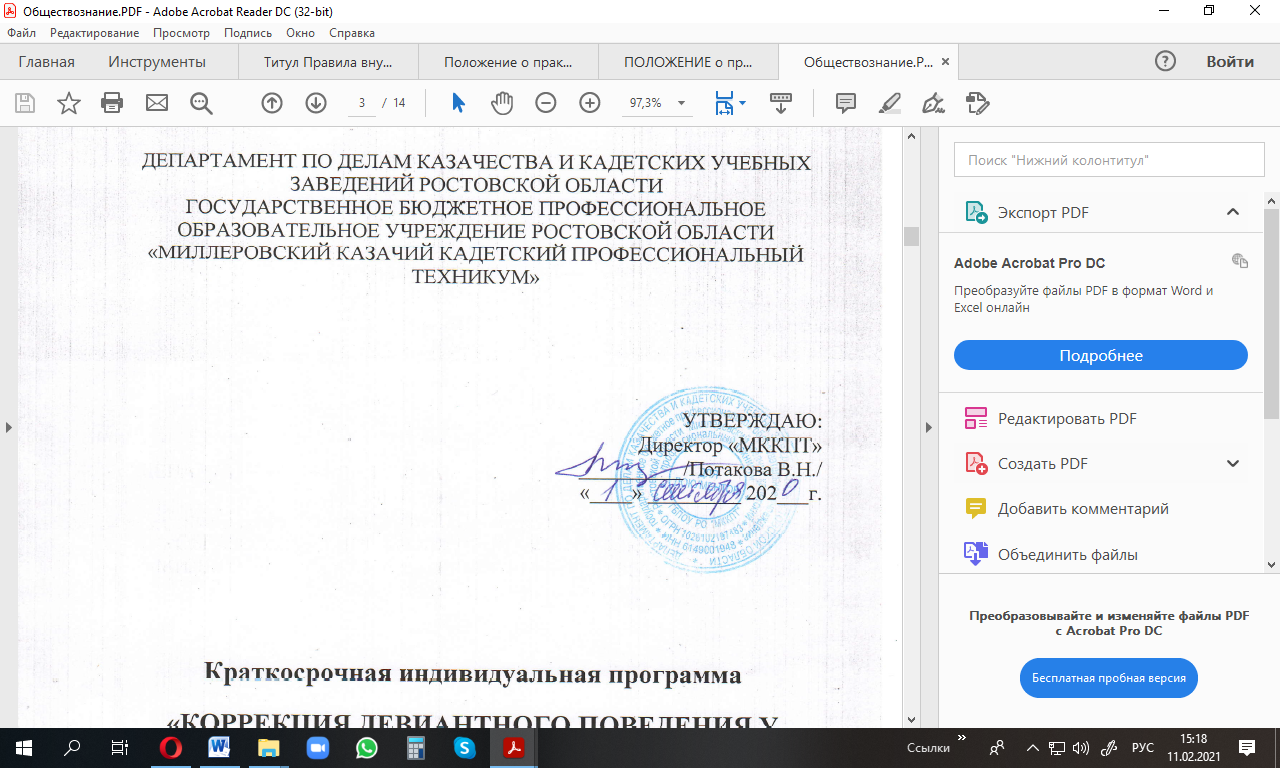 Обществознание.PDF - Adobe Acrobat Reader DC (32-bit)
Файл Редактирование Просмотр Подпись Окно Справка
Главная Инструменты Титул Правила вну... Положение о прак... ПОЛОЖЕНИЕ о пр... Обществознание.P... × Войти
3 / 14 97,3%
ДЕПАРТАМЕНТ ПО ДЕЛАМ КАЗАЧЕСТВА И КАДЕТСКИХ УЧЕБНЫХ
ЗАВЕДЕНИЙ РОСТОВСКОЙ ОБЛАСТИ
ГОСУДАРСТВЕННОЕ БЮДЖЕТНОЕ ПРОФЕССИОНАЛЬНОЕ
ОБРАЗОВАТЕЛЬНОЕ УЧРЕЖДЕНИЕ РОСТОВСКОЙ ОБЛАСТИ
«МИЛЛЕРОВСКИЙ КАЗАЧИЙ КАДЕТСКИЙ ПРОФЕССИОНАЛЬНЫЙ
ТЕХНИКУМ»
УТВЕРЖДАЮ:
Директор «МККПТ»
/Потакова В.Н./
« 1 » сентября 2020 г.
Краткосрочная индивидуальная программа
«КОРРЕКЦИЯ ДЕВИАНТНОГО ПОВЕДЕНИЯ У
Поиск "Нижний колонтитул"
Экспорт PDF
Adobe Acrobat Pro DC
Преобразуйте файлы PDF в формат Word и
Excel онлайн
Подробнее
Редактировать PDF
Создать PDF
Добавить комментарий
Объединить файлы
Преобразовывайте и изменяйте файлы PDF
с Acrobat Pro DC
Бесплатная пробная версия
Ссылки » РУС 15:18
11.02.2021